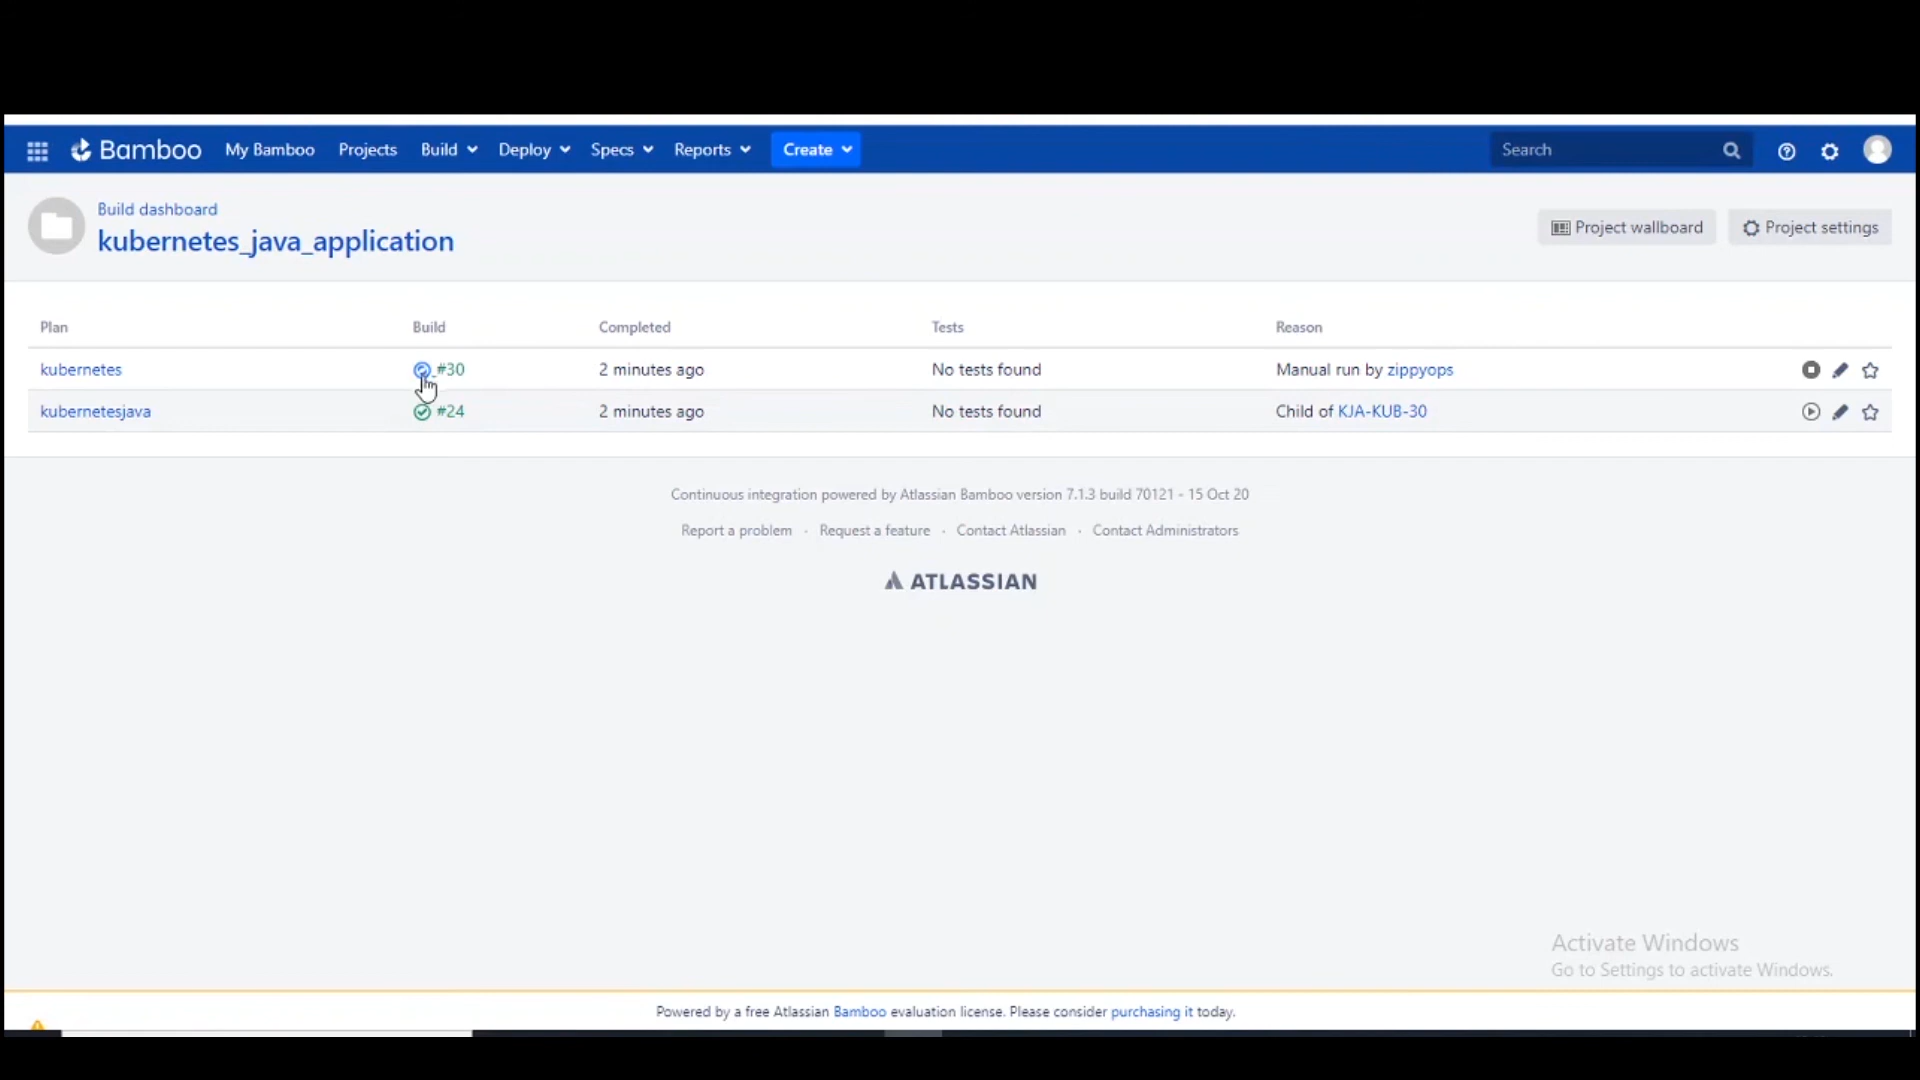 Bamboo My Bamboo Projects Build Deploy Specs Reports Create Search
Build dashboard
kubernetes_java_application
Project wallboard Project settings
Plan Build Completed Tests Reason
kubernetes #30 2 minutes ago No tests found Manual run by zippyops
kubernetesjava #24 2 minutes ago No tests found Child of KJA-KUB-30
Continuous integration powered by Atlassian Bamboo version 7.1.3 build 70121 - 15 Oct 20
Report a problem · Request a feature · Contact Atlassian · Contact Administrators
ATLASSIAN
Activate Windows
Go to Settings to activate Windows.
Powered by a free Atlassian Bamboo evaluation license. Please consider purchasing it today.